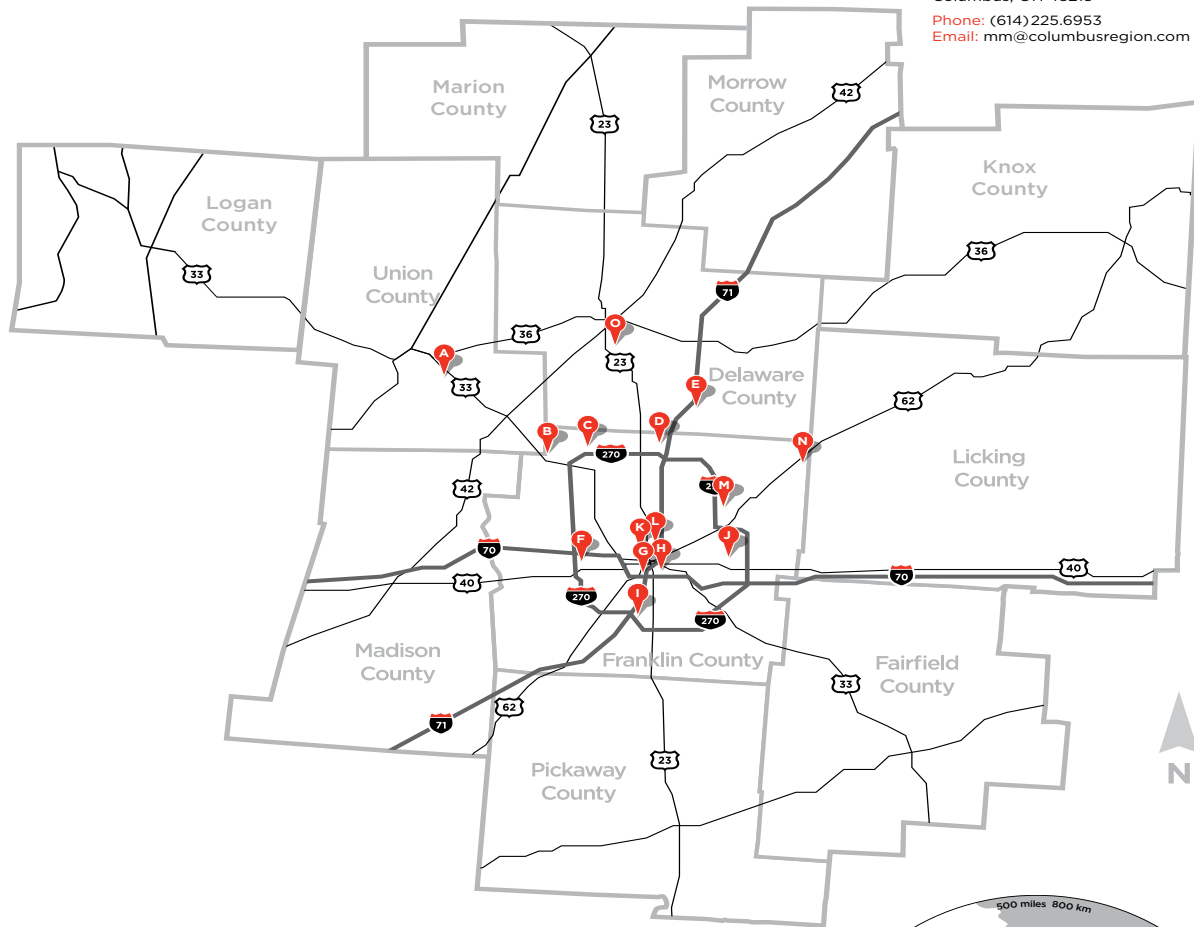 Phone: (614)225.6953
Email: mm@columbusregion.com
Marion
County
Morrow
County
42
23
Knox
County
Logan
County
33
Union
County
36
71
O
36
A
23
33
E
Delaware
County
62
B
C
D
N
270
Licking
County
42
M
K
L
J
F
G
H
70
40
70
40
270
I
270
Madison
County
Franklin County
Fairfield
County
33
62
71
23
Pickaway
County
N
500 miles 800 km